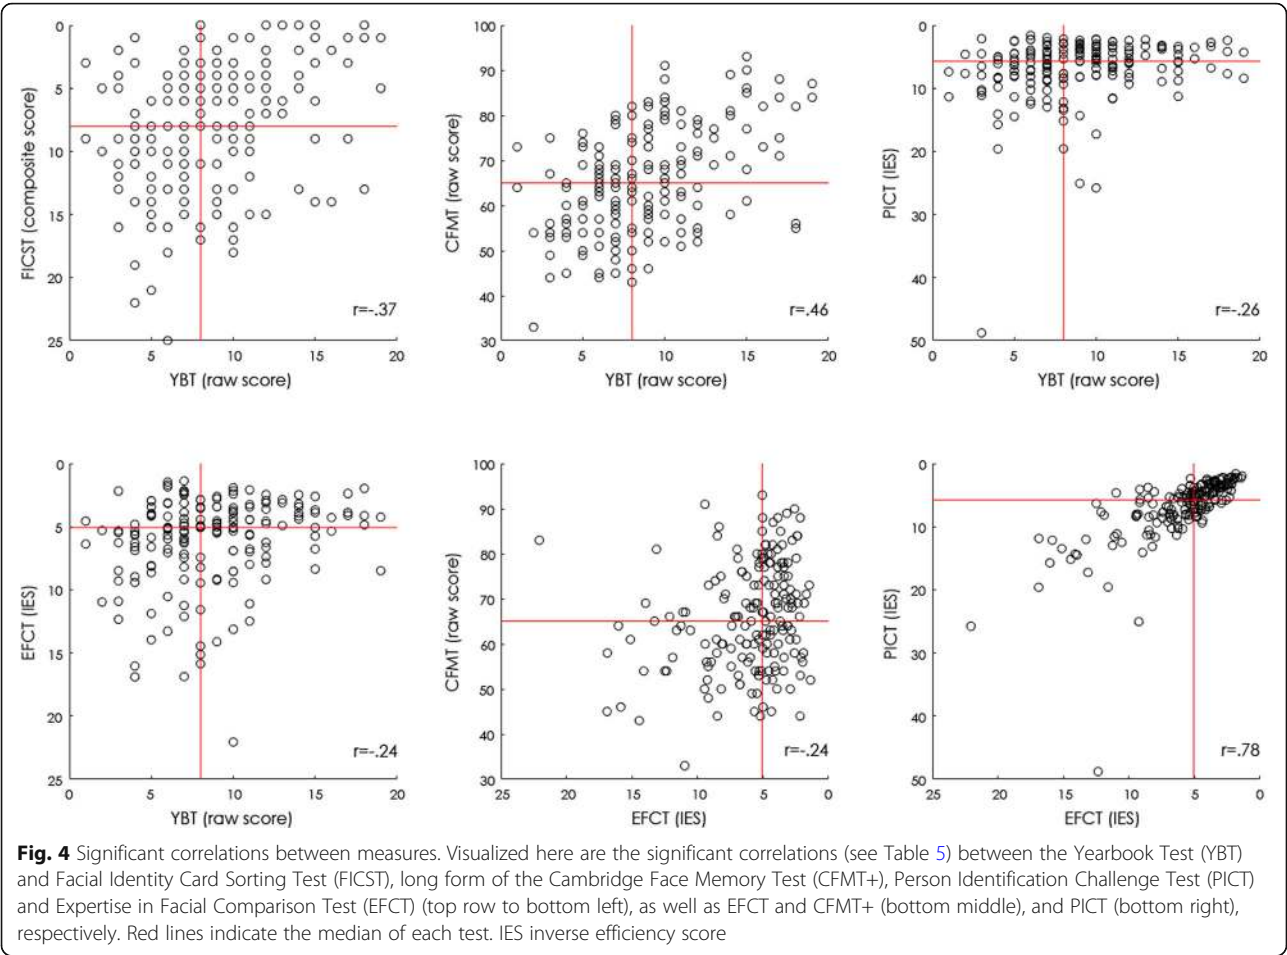 0
5
10
15
20
25
FICST (composite score)
0 5 10 15 20
YBT (raw score)
r=-.37
100
90
80
70
60
50
40
30
CFMT (raw score)
0 5 10 15 20
YBT (raw score)
r=.46
0
10
20
30
40
50
PICT (IES)
0 5 10 15 20
YBT (raw score)
r=-.26
0
5
10
15
20
25
EFCT (IES)
0 5 10 15 20
YBT (raw score)
r=-.24
100
90
80
70
60
50
40
30
CFMT (raw score)
25 20 15 10 5 0
EFCT (IES)
r=-.24
0
10
20
30
40
50
PICT (IES)
25 20 15 10 5 0
EFCT (IES)
r=.78
Fig. 4 Significant correlations between measures. Visualized here are the significant correlations (see Table 5) between the Yearbook Test (YBT)
and Facial Identity Card Sorting Test (FICST), long form of the Cambridge Face Memory Test (CFMT+), Person Identification Challenge Test (PICT)
and Expertise in Facial Comparison Test (EFCT) (top row to bottom left), as well as EFCT and CFMT+ (bottom middle), and PICT (bottom right),
respectively. Red lines indicate the median of each test. IES inverse efficiency score